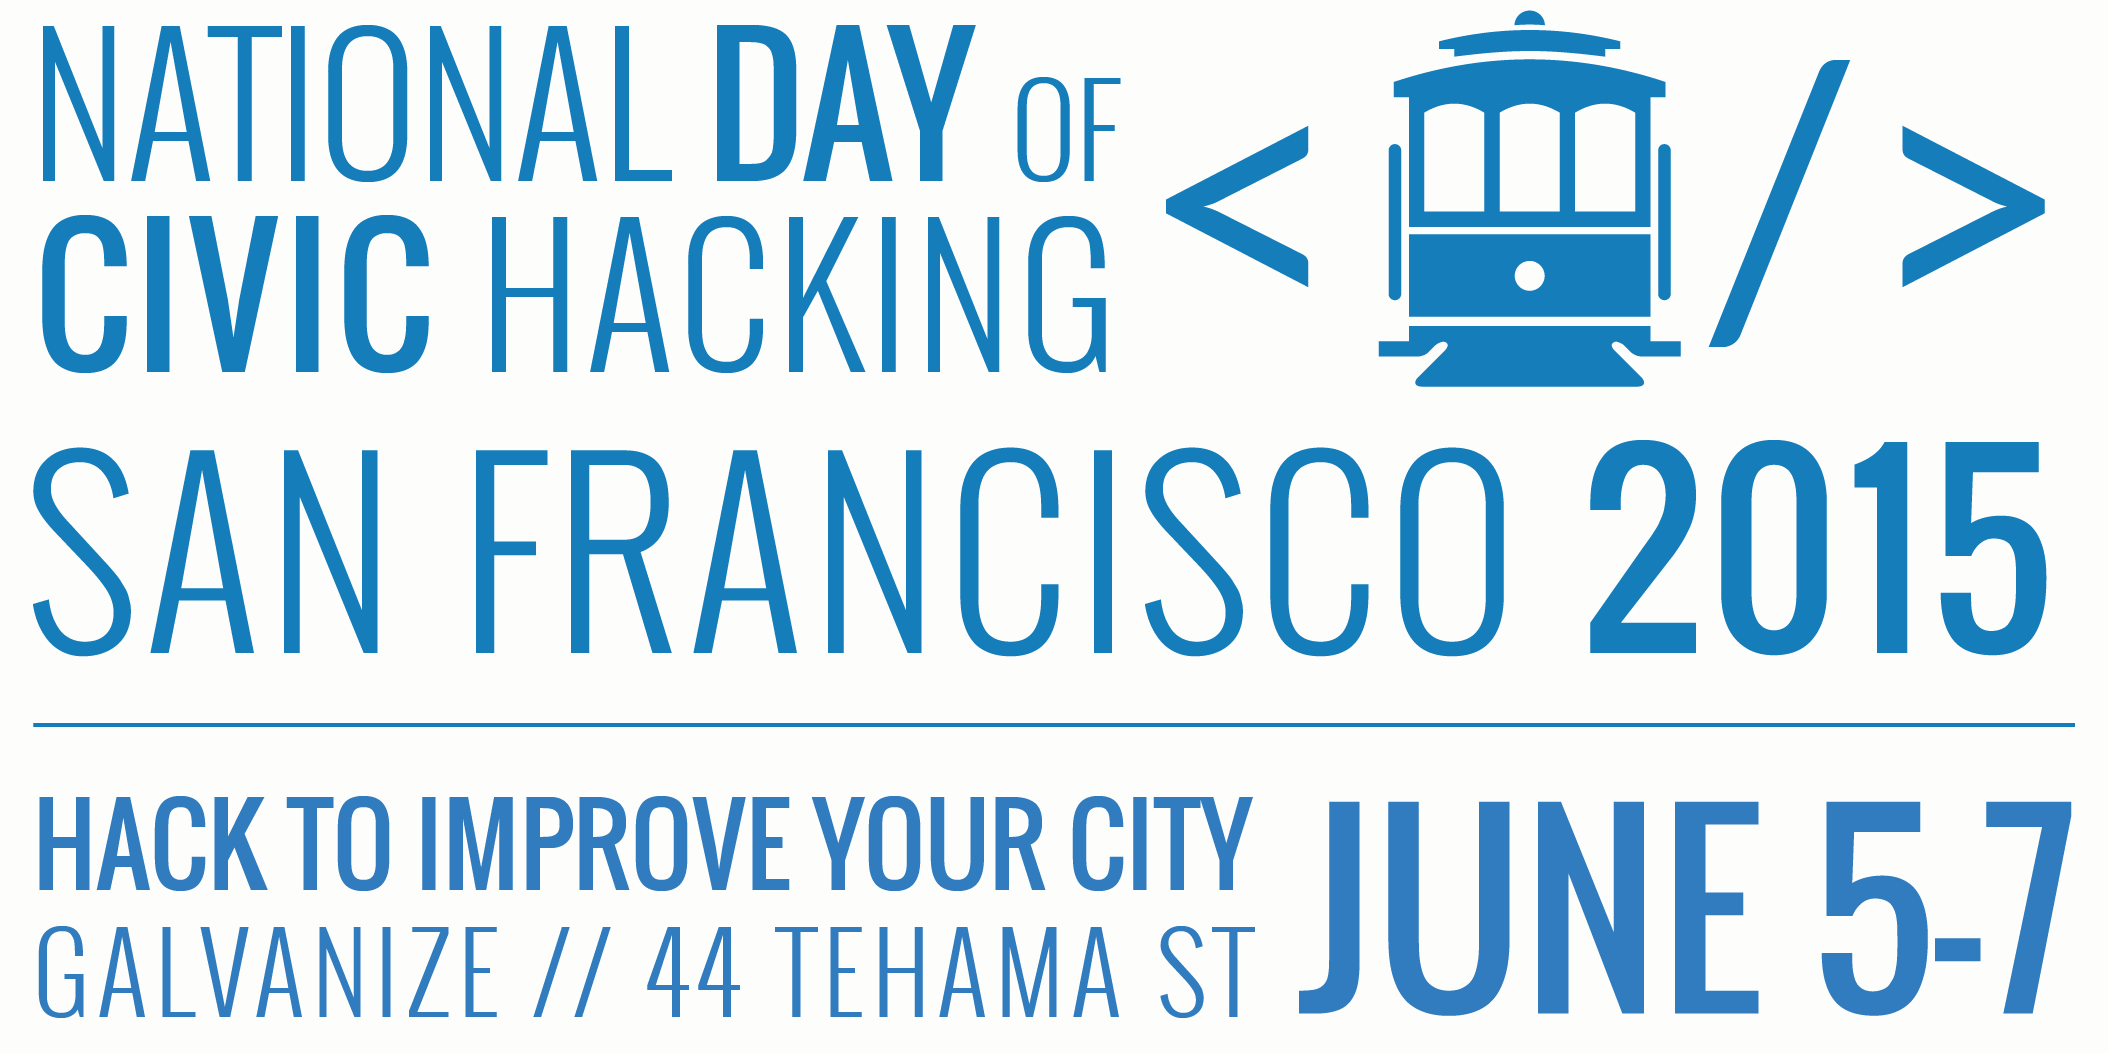 NATIONAL DAY OF
CIVIC HACKING
< / >
SAN FRANCISCO 2015
HACK TO IMPROVE YOUR CITY
GALVANIZE // 44 TEHAMA ST
JUNE 5-7